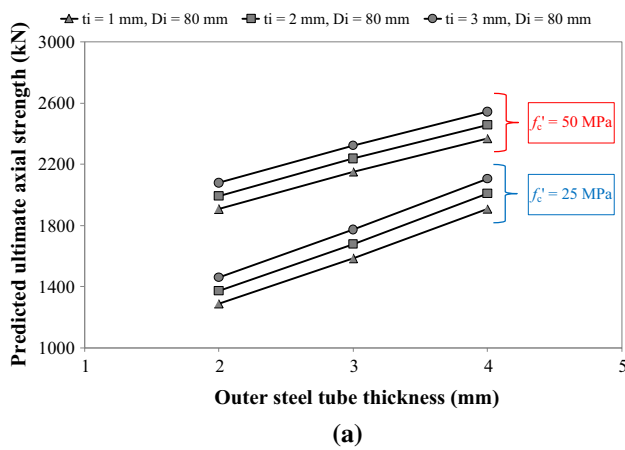 ti = 1 mm, Di = 80 mm ti = 2 mm, Di = 80 mm ti = 3 mm, Di = 80 mm
Predicted ultimate axial strength (kN)
3000
2600
2200
1800
1400
1000
fc' = 50 MPa
fc' = 25 MPa
1 2 3 4 5
Outer steel tube thickness (mm)
(a)